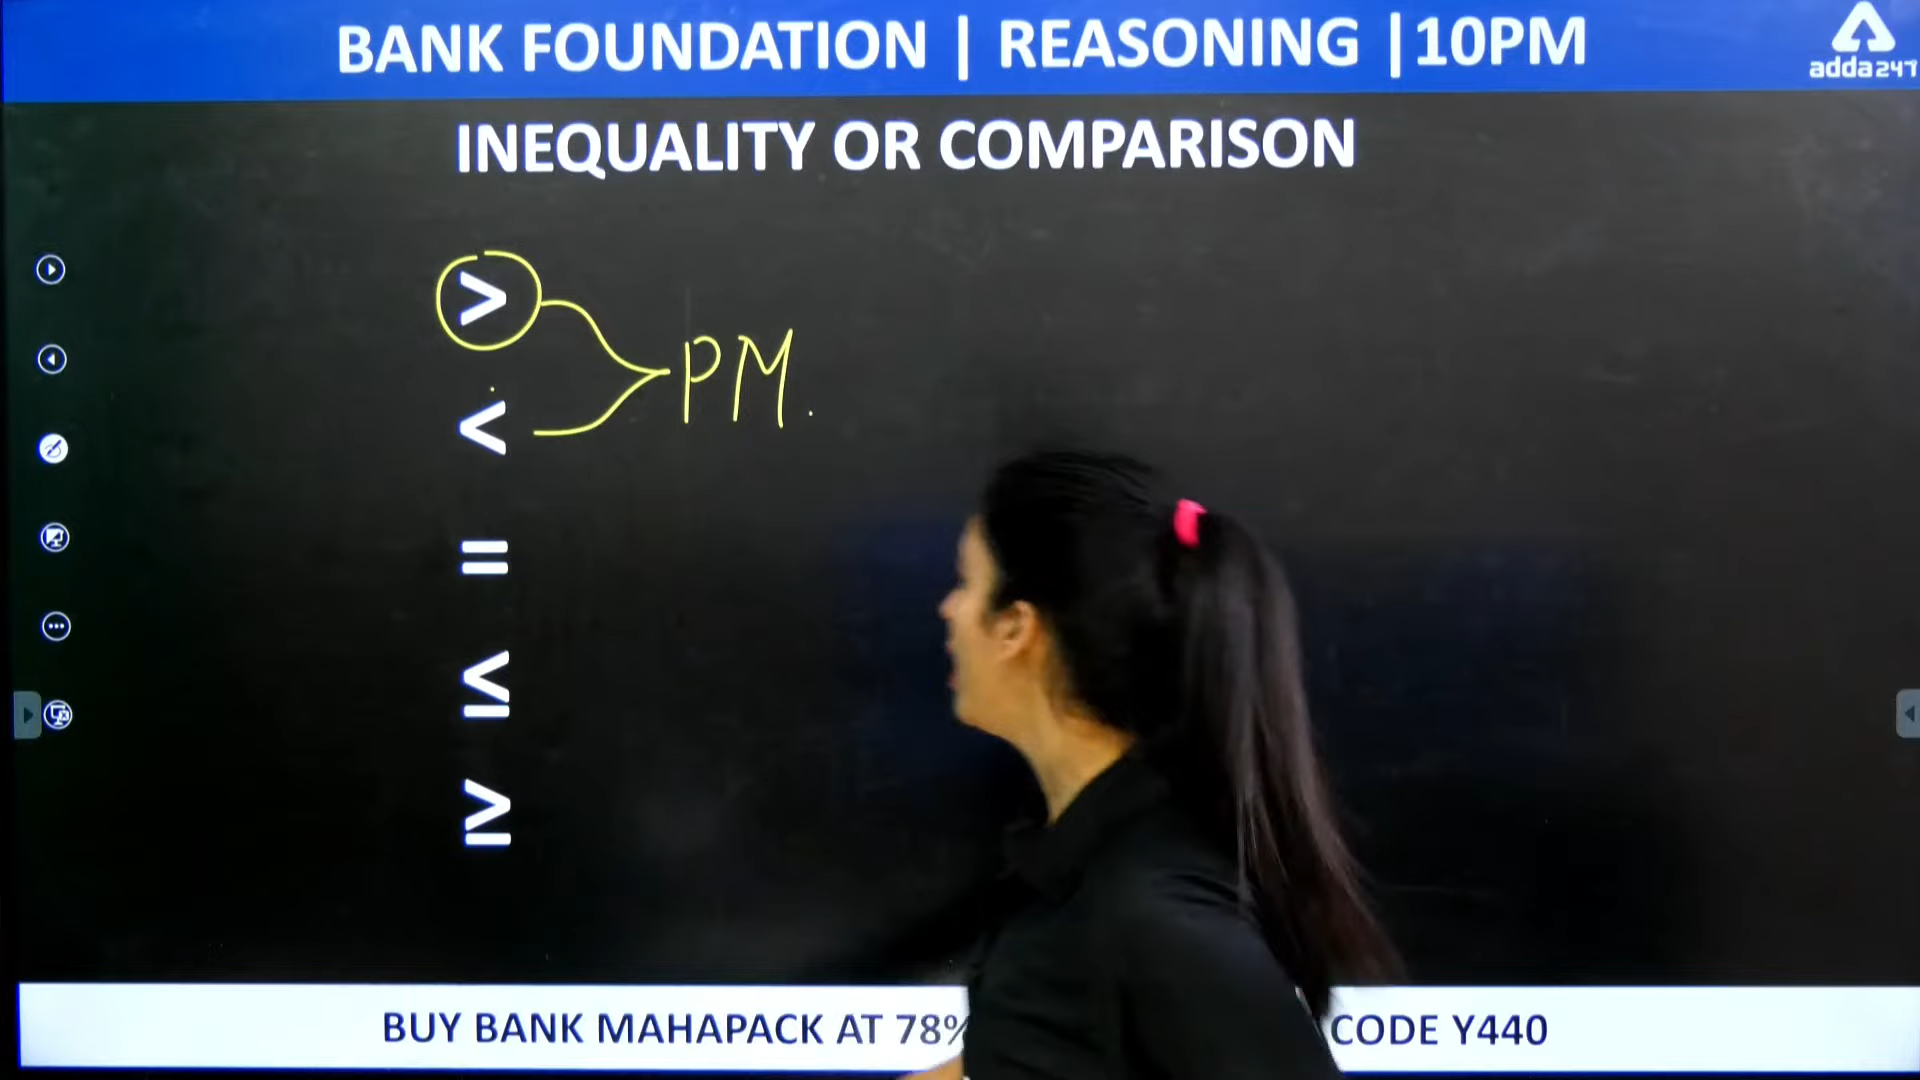 BANK FOUNDATION | REASONING |10PM
adda247
INEQUALITY OR COMPARISON
>
PM.
<
=
≤
≥
BUY BANK MAHAPACK AT 78% CODE Y440